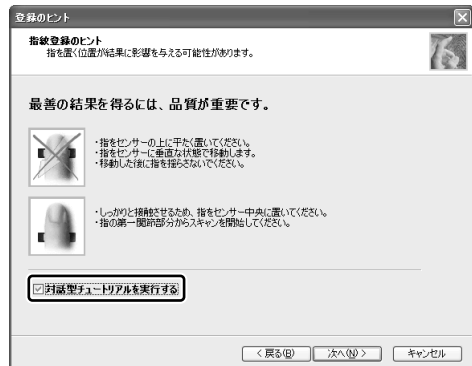 登録のヒント
指紋登録のヒント
指を置く位置が結果に影響を与える可能性があります。
最善の結果を得るには、品質が重要です。
・指をセンサーの上に平たく置いてください。
・指をセンサーに垂直な状態で移動します。
・移動した後に指を揺らさないでください。
・しっかりと接触させるため、指をセンサー中央に置いてください。
・指の第一関節部分からスキャンを開始してください。
対話型チュートリアルを実行する
< 戻る(B) 次へ(N) > キャンセル